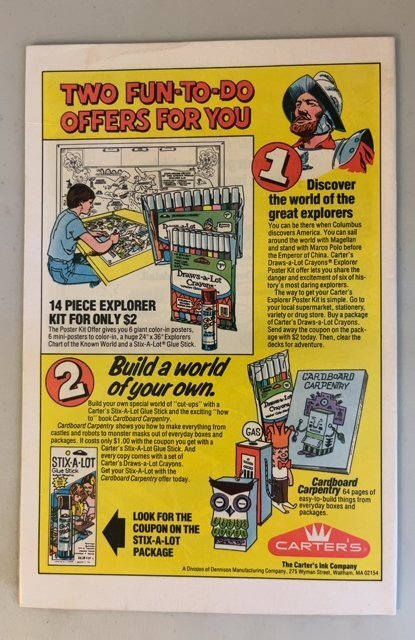 TWO FUN-TO-DO
OFFERS FOR YOU
1
Discover
the world of the
great explorers
You can be there when Columbus
discovers America. You can sail
around the world with Magellan
and stand with Marco Polo before
the Emperor of China. Carter's
Draws-a-Lot Crayons® Explorer
Poster Kit offer lets you share the
danger and excitement of six of his-
tory's most daring explorers.
The way to get your Carter's
Explorer Poster Kit is simple. Go to
your local supermarket, stationery,
variety or drug store. Buy a package
of Carter's Draws-a-Lot Crayons.
Send away the coupon on the pack-
age with $2 today. Then, clear the
decks for adventure.
Draws-a-Lot
Crayons
14 PIECE EXPLORER
KIT FOR ONLY $2
The Poster Kit Offer gives you 6 giant color-in posters,
6 mini-posters to color-in, a huge 24" x 36" Explorers
Chart of the Known World and a Stix-A-Lot® Glue Stick.
2
Build a world
of your own.
Build your own special world of "cut-ups" with a
Carter's Stix-A-Lot Glue Stick and the exciting "how
to" book Cardboard Carpentry.
Cardboard Carpentry shows you how to make everything from
castles and robots to monster masks out of everyday boxes and
packages. It costs only $1.00 with the coupon you get with a
Carter's Stix-A-Lot Glue Stick. And
every copy comes with a set of
Carter's Draws-a-Lot Crayons.
Get your Stix-A-Lot with the
Cardboard Carpentry offer today.
Draws-a-Lot
CARDBOARD
CARPENTRY
GAS
STIX-A-LOT
Glue Stick
LOOK FOR THE
COUPON ON THE
STIX-A-LOT
PACKAGE
Cardboard
Carpentry 64 pages of
easy-to-build things from
everyday boxes and
packages.
CARTER'S
The Carter's Ink Company
A Division of Dennison Manufacturing Company, 275 Wyman Street, Waltham, MA 02154